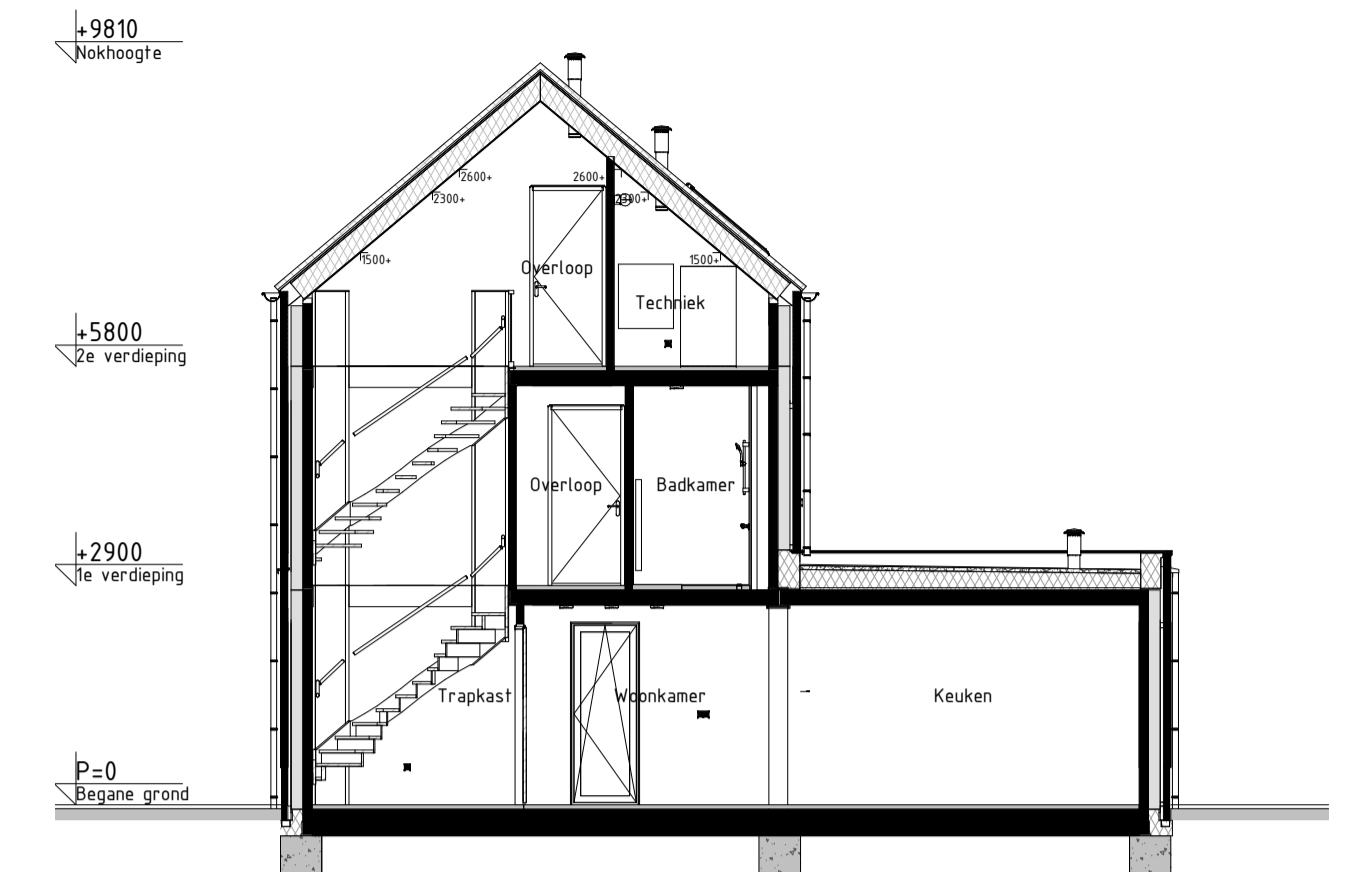 +9810
Nokhoogte
2600+
2600+
2300+
2300+
1500+
1500+
Overloop
Techniek
+5800
2e verdieping
Overloop
Badkamer
+2900
1e verdieping
Trapkast
Woonkamer
Keuken
P=0
Begane grond